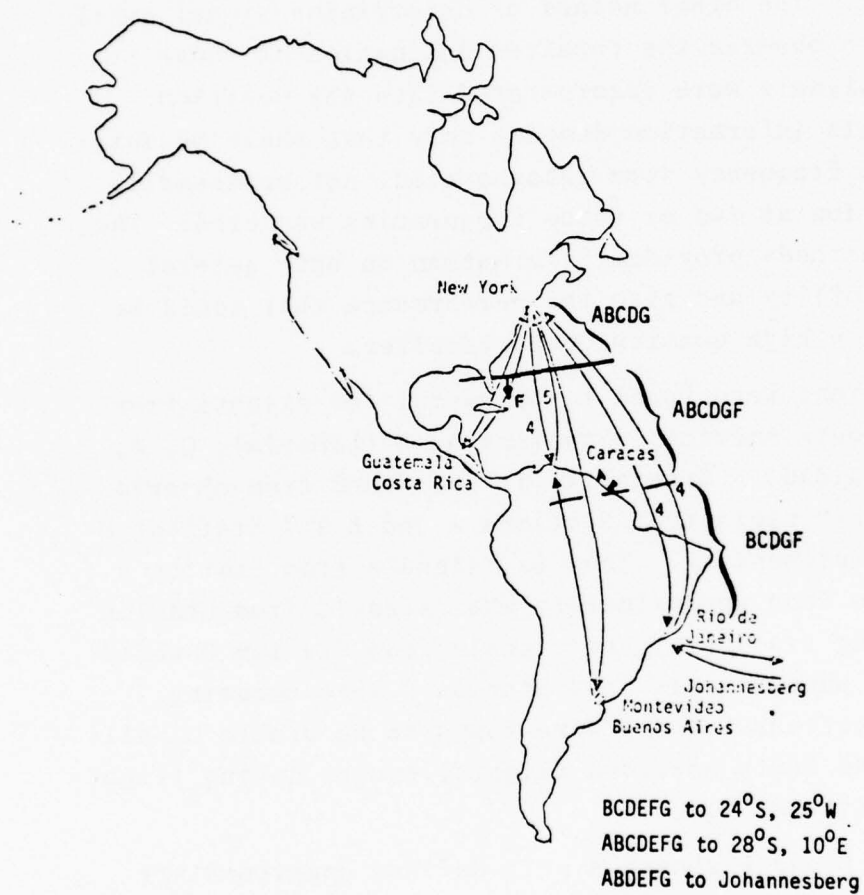 New York
ABCDG
F
5
4
ABCDGF
Guatemala
Costa Rica
Caracas
4
4
BCDGF
Rio de
Janeiro
Johannesberg
Montevideo
Buenos Aires
BCDEFG to 24°S, 25°W
ABCDEFG to 28°S, 10°E
ABDEFG to Johannesberg